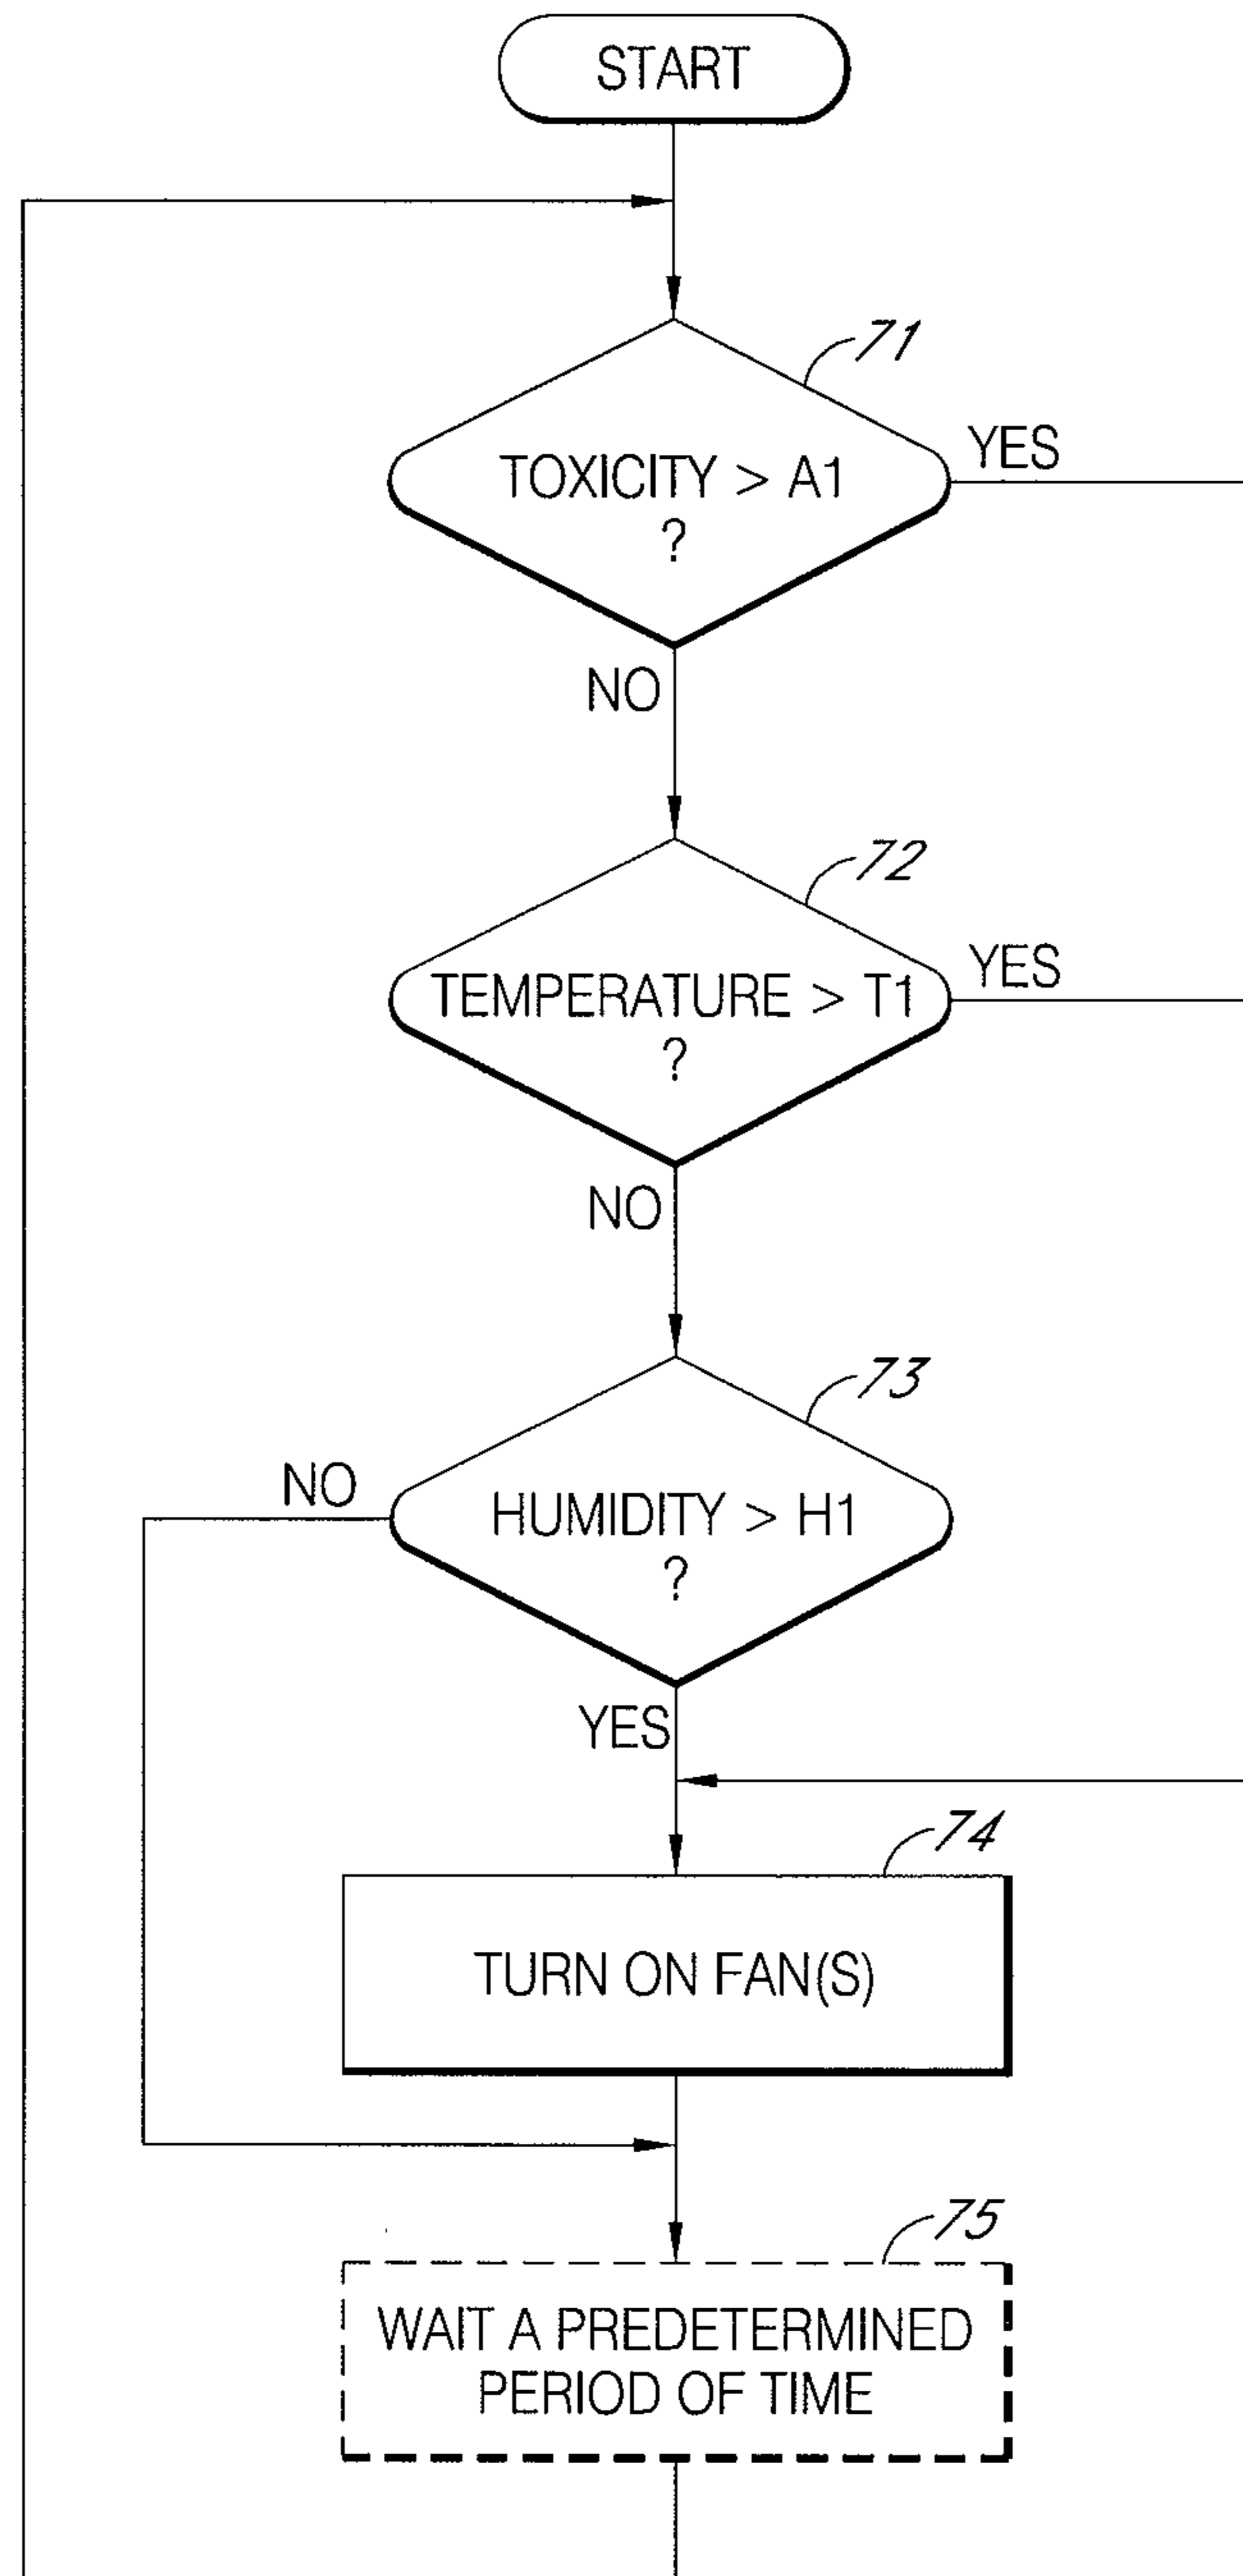 START
71
TOXICITY > A1
?
YES
NO
72
TEMPERATURE > T1
?
YES
NO
73
HUMIDITY > H1
?
NO
YES
74
TURN ON FAN(S)
75
WAIT A PREDETERMINED
PERIOD OF TIME